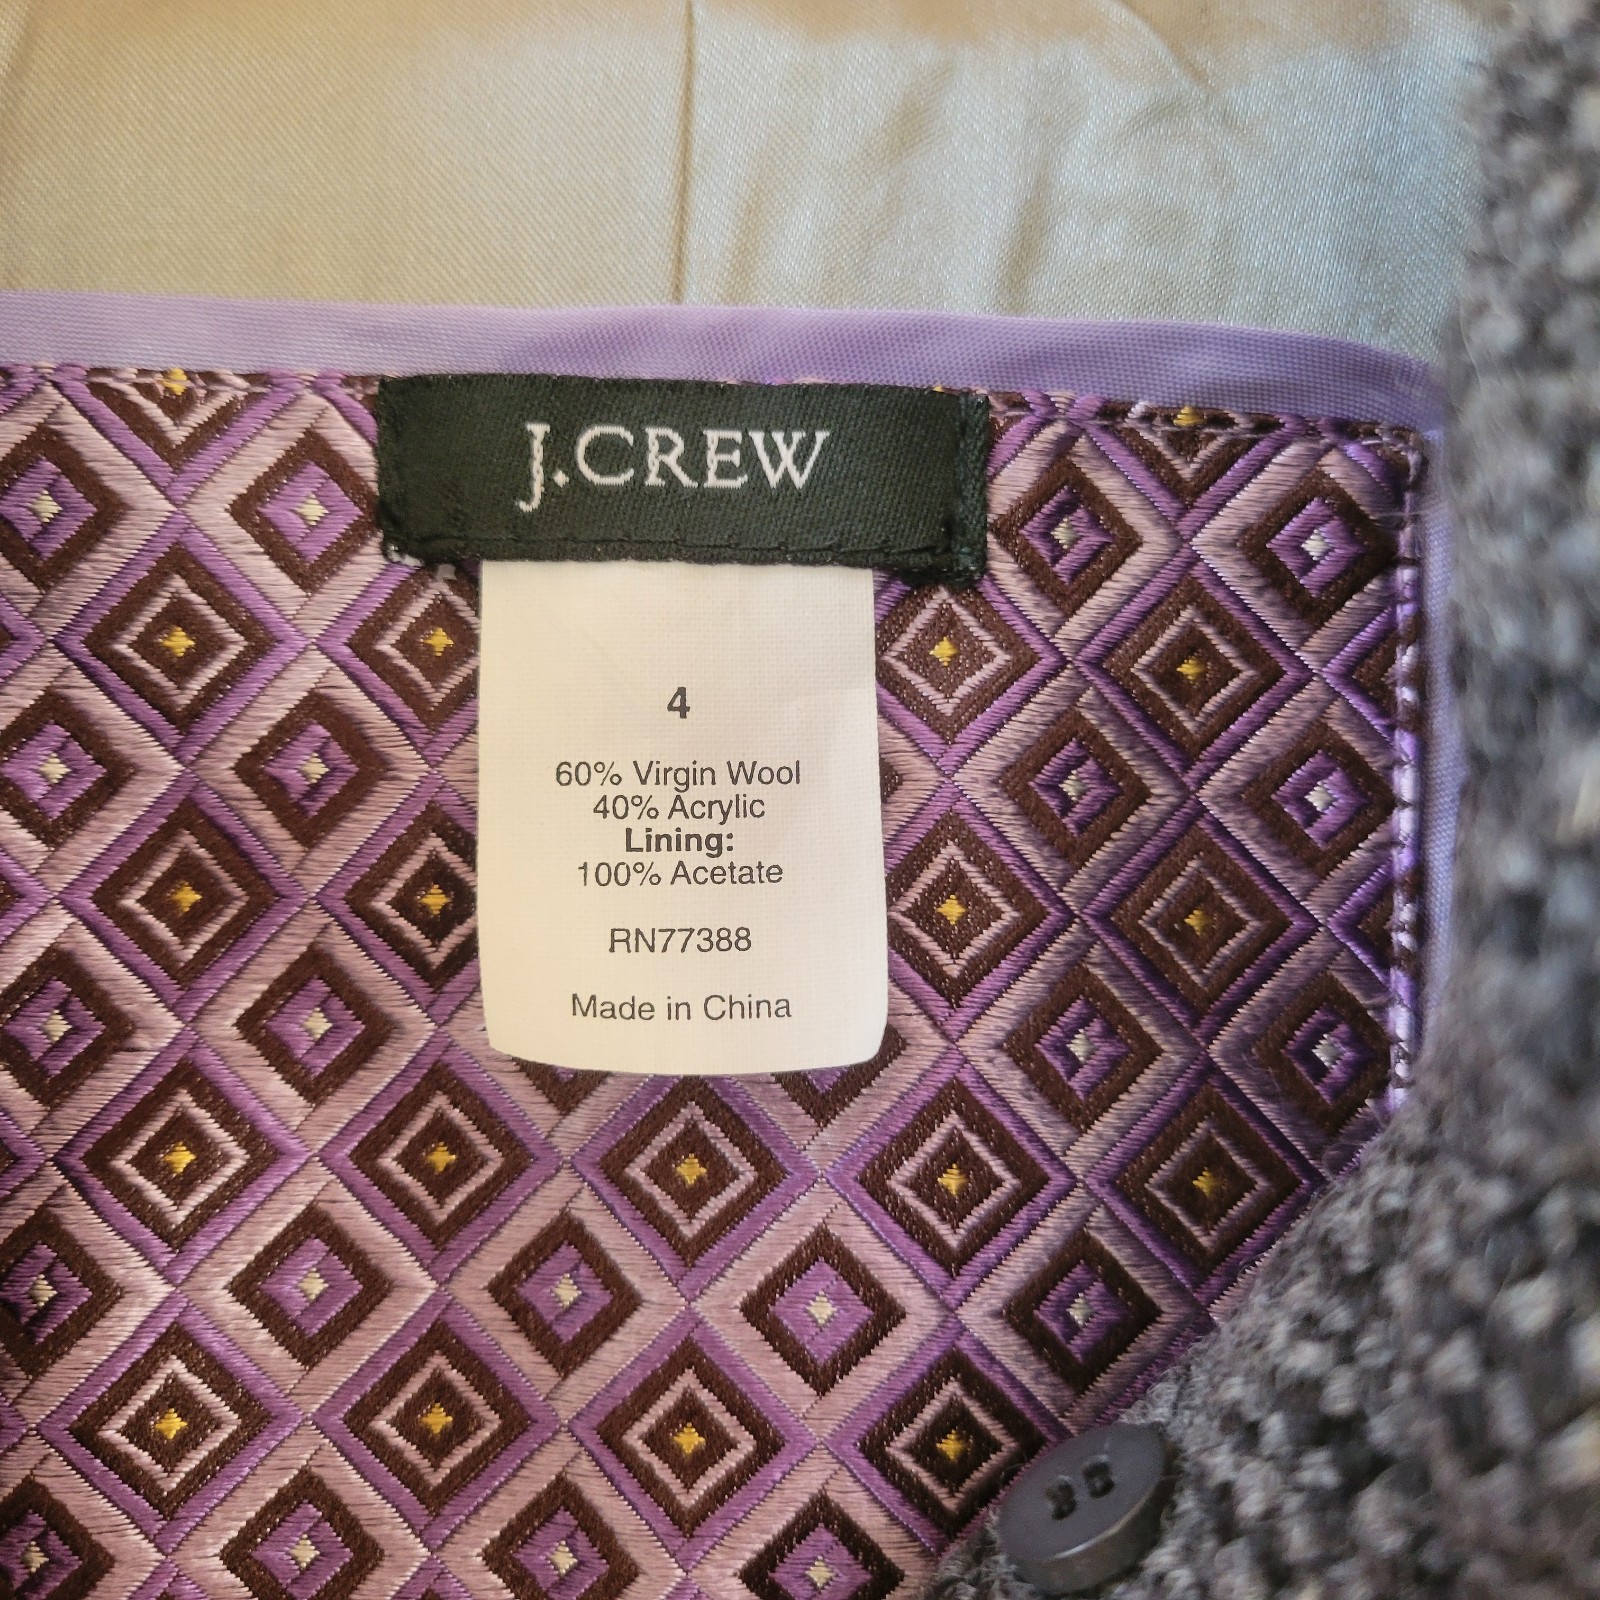 J.CREW
4
60% Virgin Wool
40% Acrylic
Lining:
100% Acetate
RN77388
Made in China